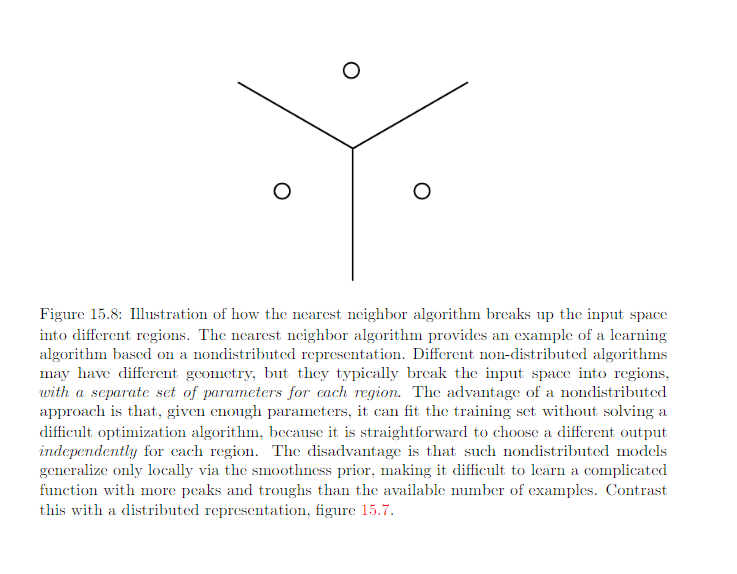 Figure 15.8: Illustration of how the nearest neighbor algorithm breaks up the input space
into different regions. The nearest neighbor algorithm provides an example of a learning
algorithm based on a nondistributed representation. Different non-distributed algorithms
may have different geometry, but they typically break the input space into regions,
with a separate set of parameters for each region. The advantage of a nondistributed
approach is that, given enough parameters, it can fit the training set without solving a
difficult optimization algorithm, because it is straightforward to choose a different output
independently for each region. The disadvantage is that such nondistributed models
generalize only locally via the smoothness prior, making it difficult to learn a complicated
function with more peaks and troughs than the available number of examples. Contrast
this with a distributed representation, figure 15.7.